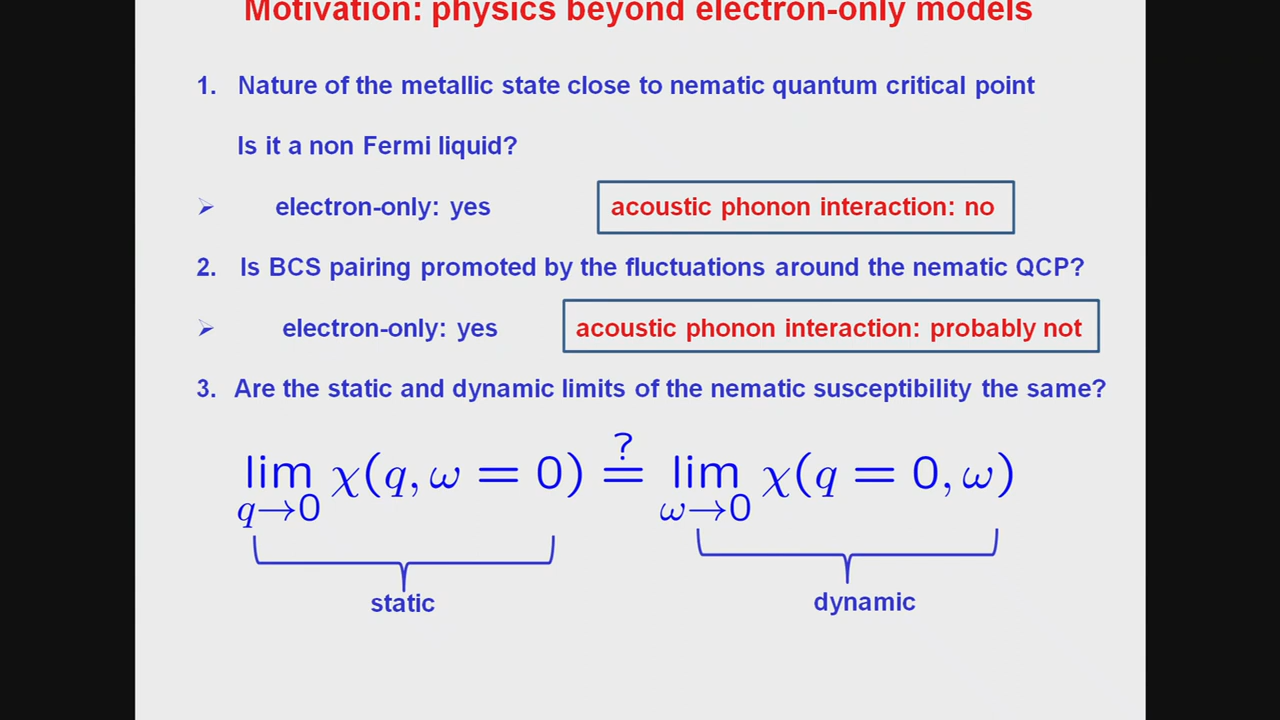 Motivation: physics beyond electron-only models
1. Nature of the metallic state close to nematic quantum critical point
Is it a non Fermi liquid?
➢ electron-only: yes acoustic phonon interaction: no
2. Is BCS pairing promoted by the fluctuations around the nematic QCP?
➢ electron-only: yes acoustic phonon interaction: probably not
3. Are the static and dynamic limits of the nematic susceptibility the same?
lim q→0 χ(q, ω = 0) ?= lim ω→0 χ(q = 0, ω)
static dynamic